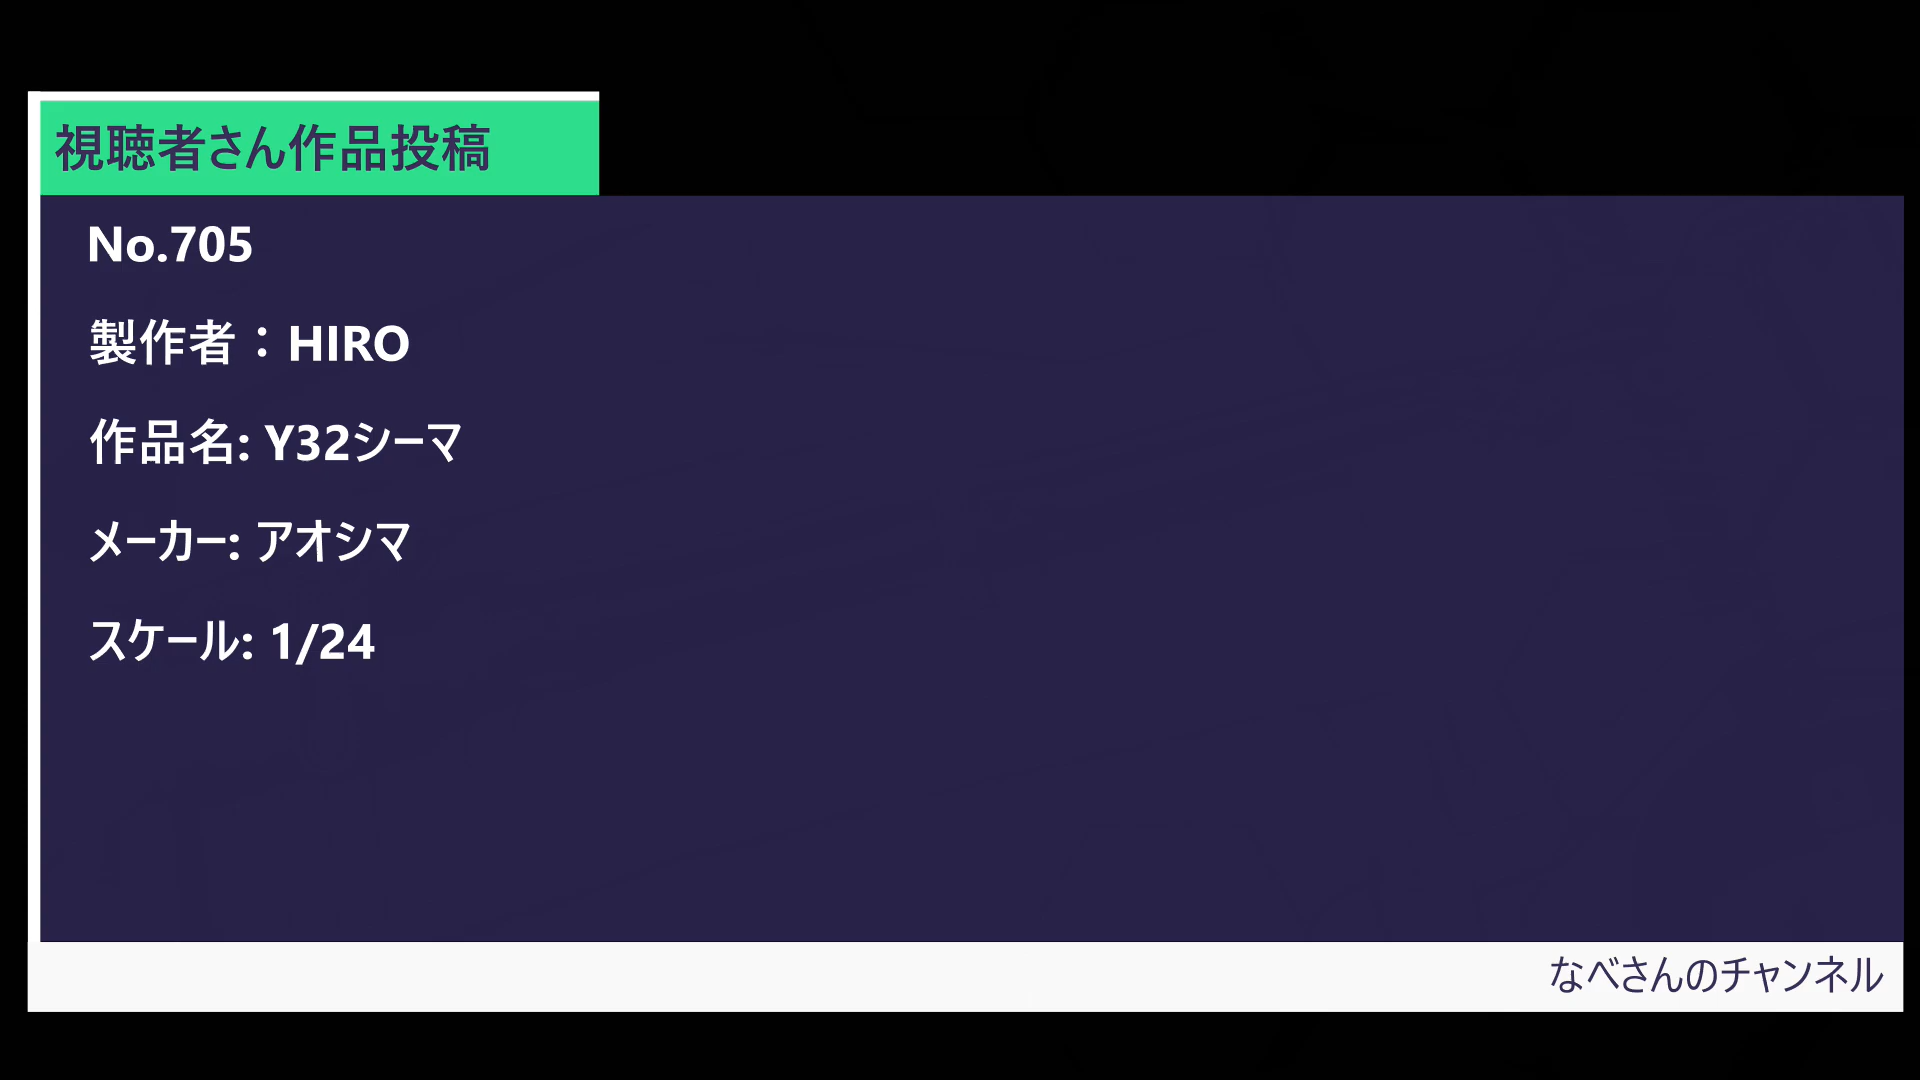 視聴者さん作品投稿
No.705
製作者：HIRO
作品名: Y32シーマ
メーカー: アオシマ
スケール: 1/24
なべさんのチャンネル